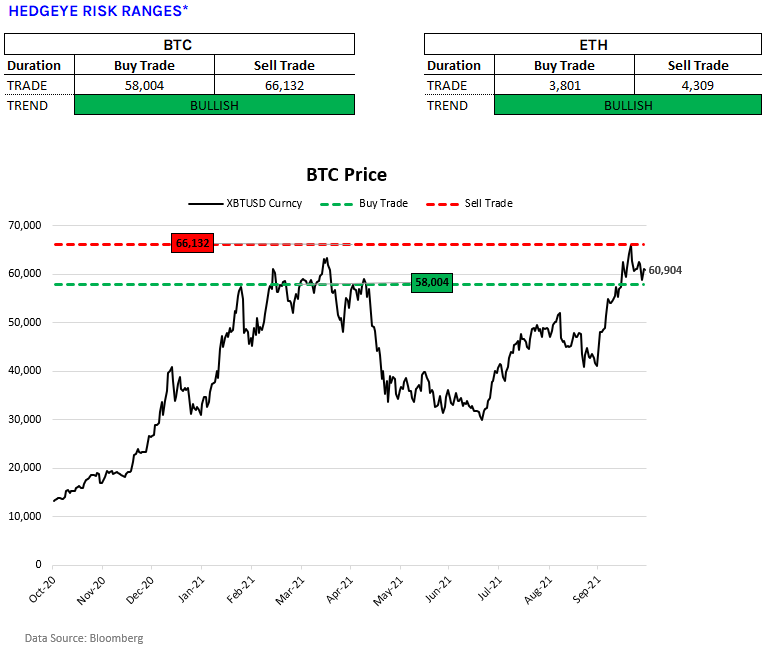 HEDGEYE RISK RANGES*
BTC
Duration Buy Trade Sell Trade
TRADE 58,004 66,132
TREND BULLISH
ETH
Duration Buy Trade Sell Trade
TRADE 3,801 4,309
TREND BULLISH
BTC Price
XBTUSD Curncy Buy Trade Sell Trade
70,000
66,132
60,000
60,904
58,004
50,000
40,000
30,000
20,000
10,000
0
Oct-20 Nov-20 Dec-20 Jan-21 Feb-21 Mar-21 Apr-21 May-21 Jun-21 Jul-21 Aug-21 Sep-21
Data Source: Bloomberg